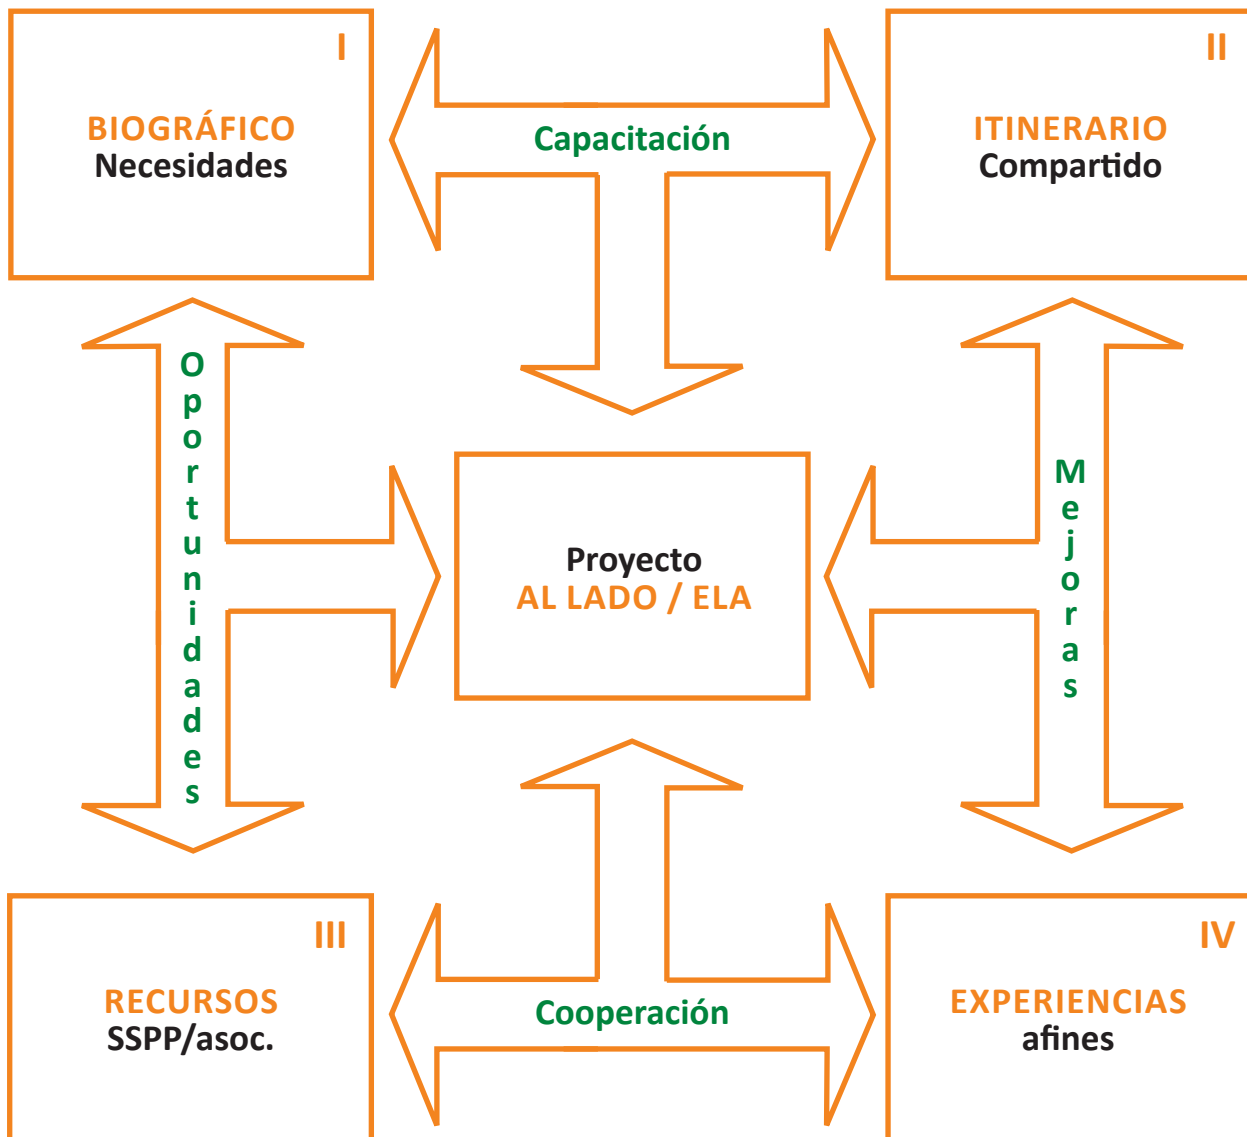 I
BIOGRÁFICO
Necesidades
Capacitación
II
ITINERARIO
Compartido
Oportunidades
Proyecto
AL LADO / ELA
Mejoras
III
RECURSOS
SSPP/asoc.
Cooperación
IV
EXPERIENCIAS
afines